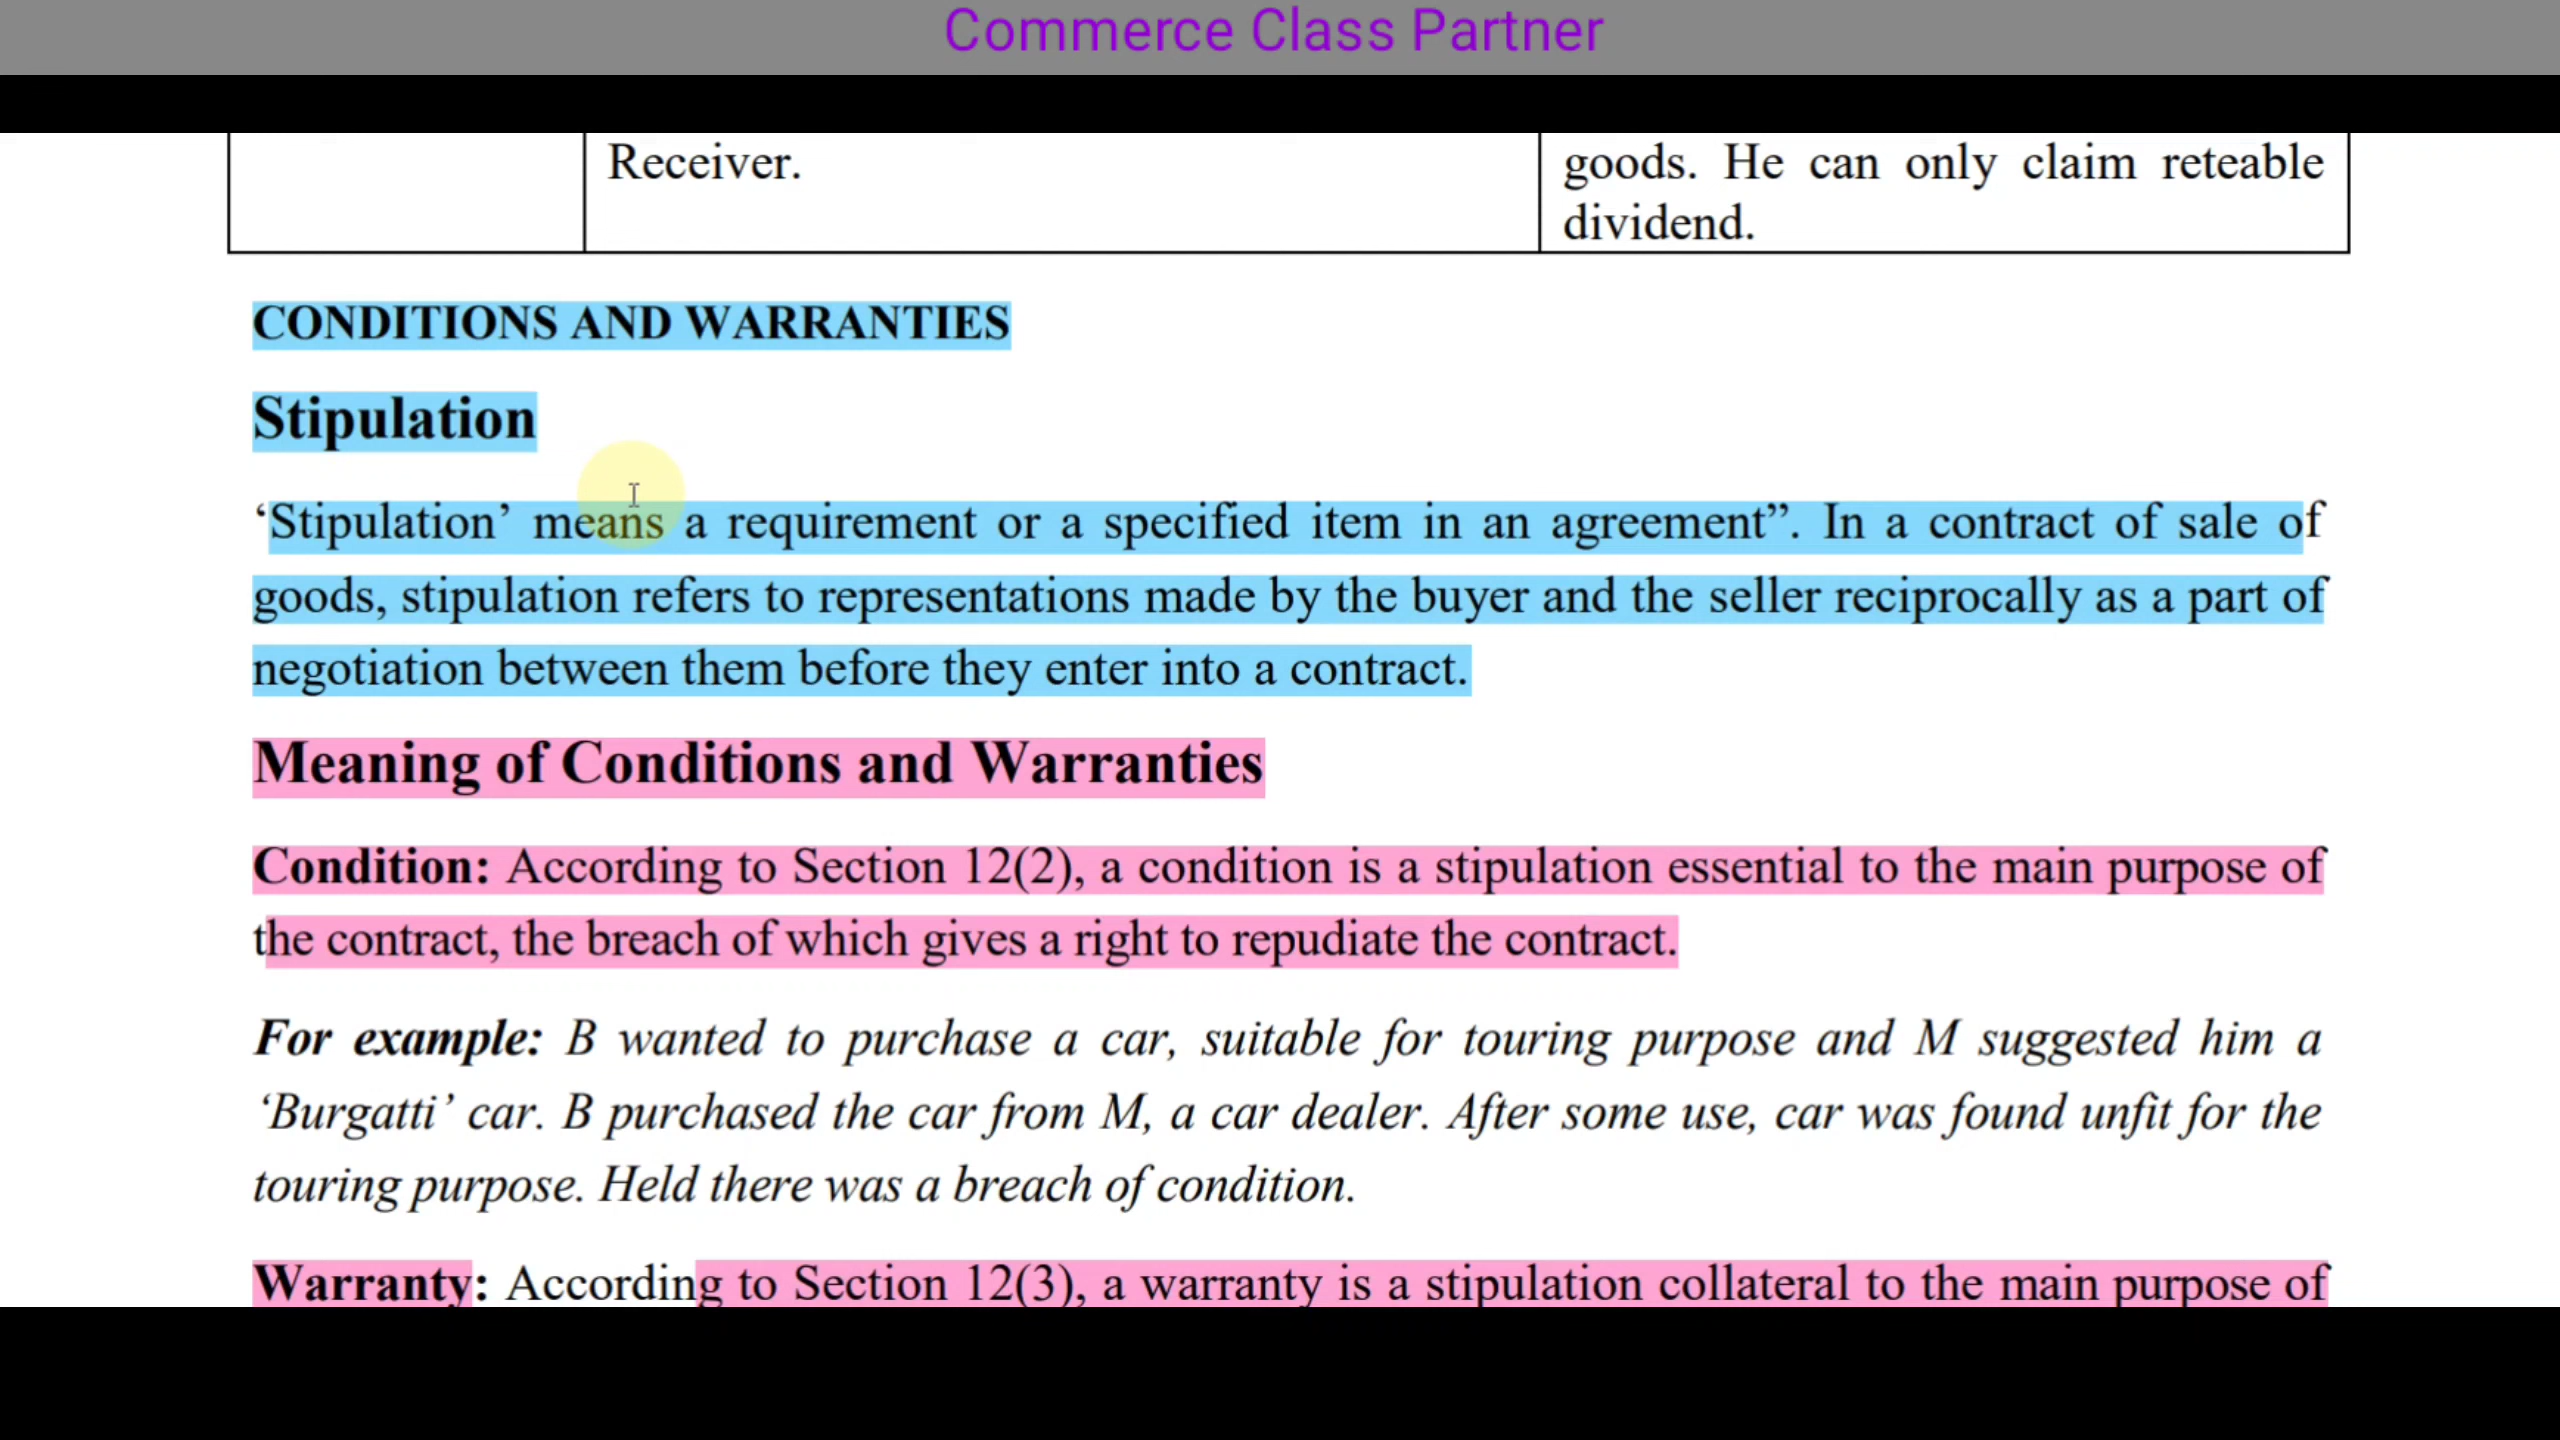 Commerce Class Partner
Receiver.
goods. He can only claim reteable
dividend.
CONDITIONS AND WARRANTIES
Stipulation
‘Stipulation’ means a requirement or a specified item in an agreement”. In a contract of sale of
goods, stipulation refers to representations made by the buyer and the seller reciprocally as a part of
negotiation between them before they enter into a contract.
Meaning of Conditions and Warranties
Condition: According to Section 12(2), a condition is a stipulation essential to the main purpose of
the contract, the breach of which gives a right to repudiate the contract.
For example: B wanted to purchase a car, suitable for touring purpose and M suggested him a
‘Burgatti’ car. B purchased the car from M, a car dealer. After some use, car was found unfit for the
touring purpose. Held there was a breach of condition.
Warranty: According to Section 12(3), a warranty is a stipulation collateral to the main purpose of